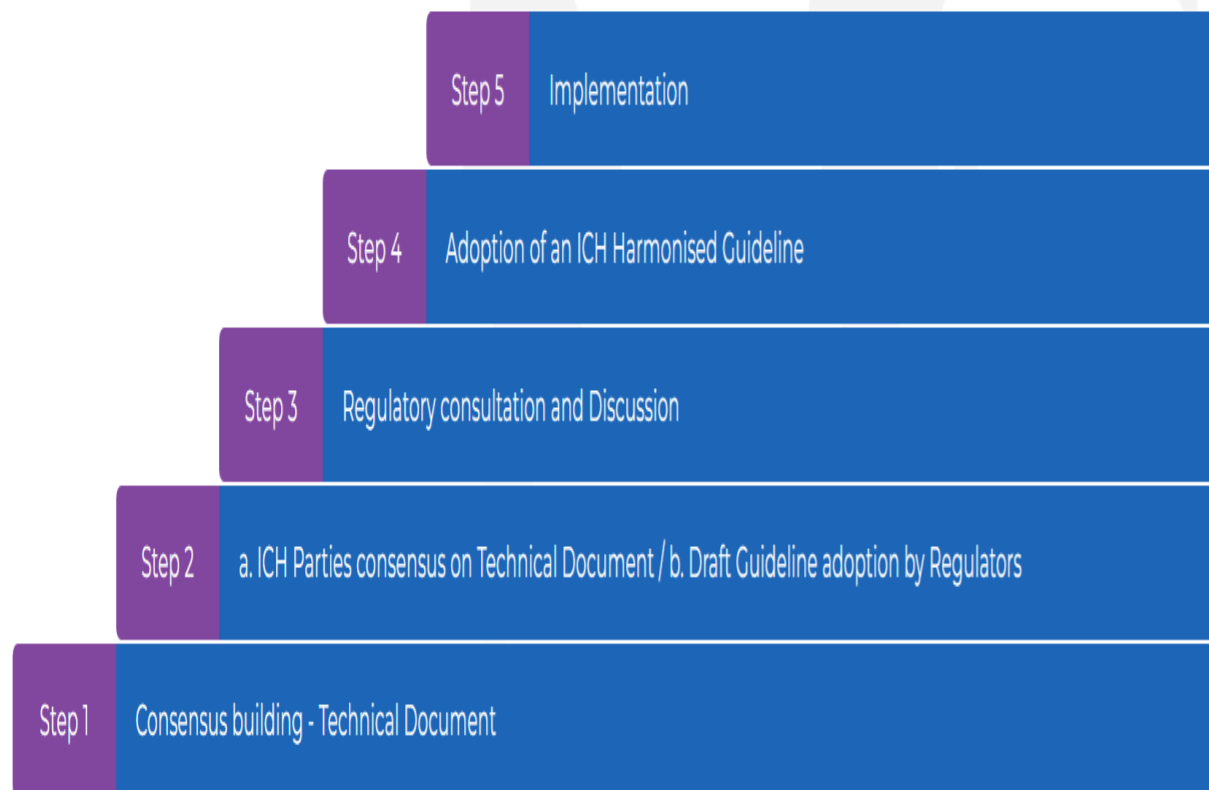 Step 5 Implementation
Step 4 Adoption of an ICH Harmonised Guideline
Step 3 Regulatory consultation and Discussion
Step 2 a. ICH Parties consensus on Technical Document / b. Draft Guideline adoption by Regulators
Step 1 Consensus building - Technical Document